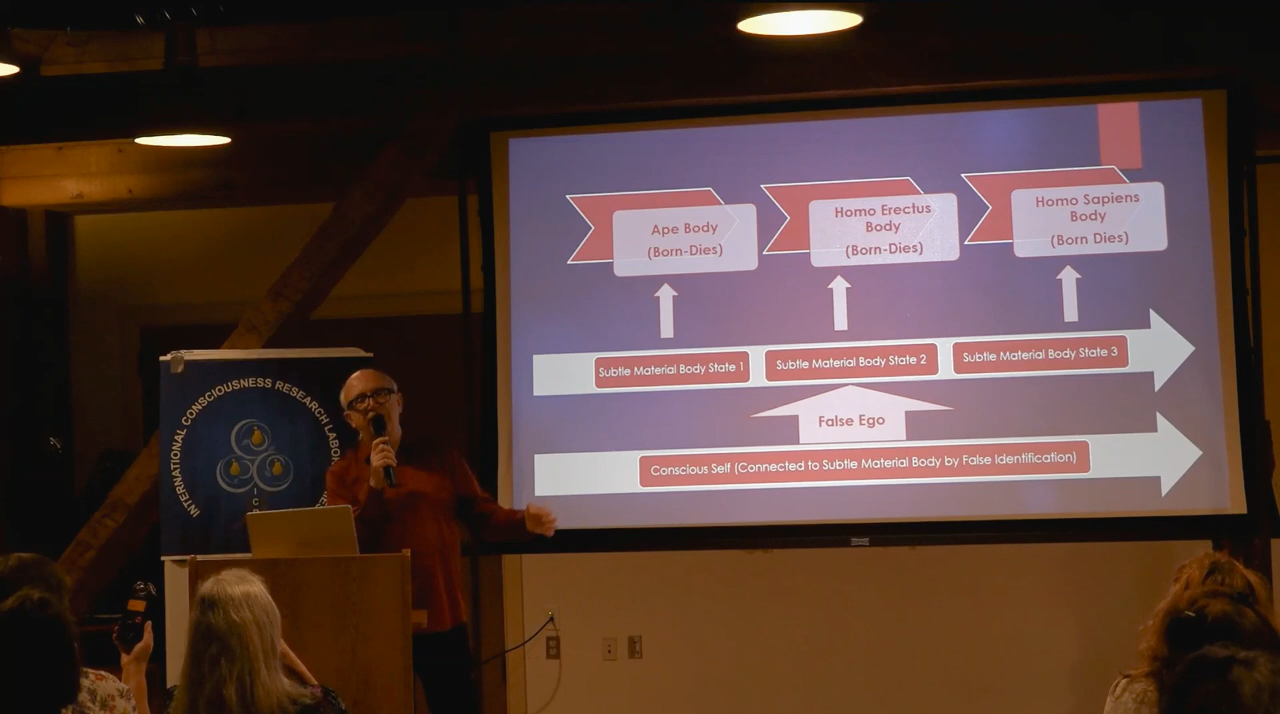 Ape Body
(Born-Dies)
Homo Erectus
Body
(Born-Dies)
Homo Sapiens
Body
(Born Dies)
Subtle Material Body State 1
Subtle Material Body State 2
Subtle Material Body State 3
False Ego
Conscious Self (Connected to Subtle Material Body by False Identification)
INTERNATIONAL CONSCIOUSNESS RESEARCH
I
C